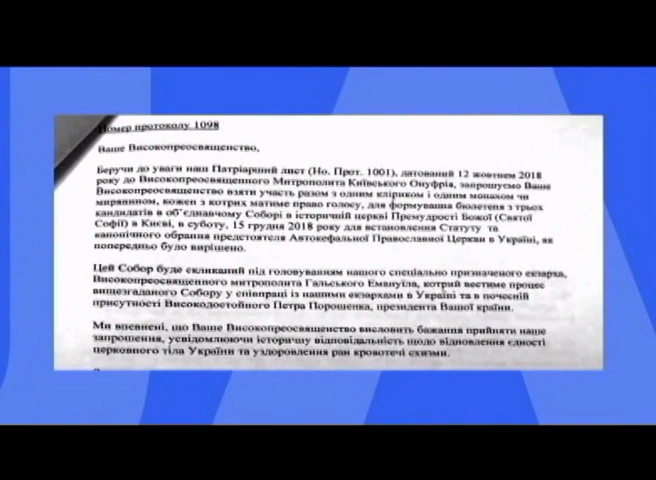 Номер протоколу 1098
Ваше Високопреосвященство,
Беручи до уваги наш Патріарший лист (Но. Прот. 1001), датований 12 жовтнем 2018
року до Високопреосвященного Митрополита Київського Онуфрія, запрошуємо Ваше
Високопреосвященство взяти участь разом з одним кліриком і одним монахом чи
мирянином, кожен з котрих матиме право голосу, для формування бюлетеня з трьох
кандидатів в об'єднавчому Соборі в історичній церкві Премудрості Божої (Святої
Софії) в Києві, в суботу, 15 грудня 2018 року для встановлення Статуту та
канонічного обрання предстоятеля Автокефальної Православної Церкви в Україні, як
попередньо було вирішено.
Цей Собор буде екликаний під головуванням нашого спеціально призначеного екзарха,
Високопреосвященного митрополита Гальського Емануїла, котрий вестиме процес
вищезгаданого Собору у співпраці із нашими екзархами в Україні та в почесній
присутності Високодостойного Петра Порошенка, президента Вашої країни.
Ми впевнені, що Ваше Високопреосвященство висловить бажання прийняти наше
запрошення, усвідомлюючи історичну відповідальність щодо відновлення єдності
церковного тіла України та уздоровлення ран кровотечі схизми.